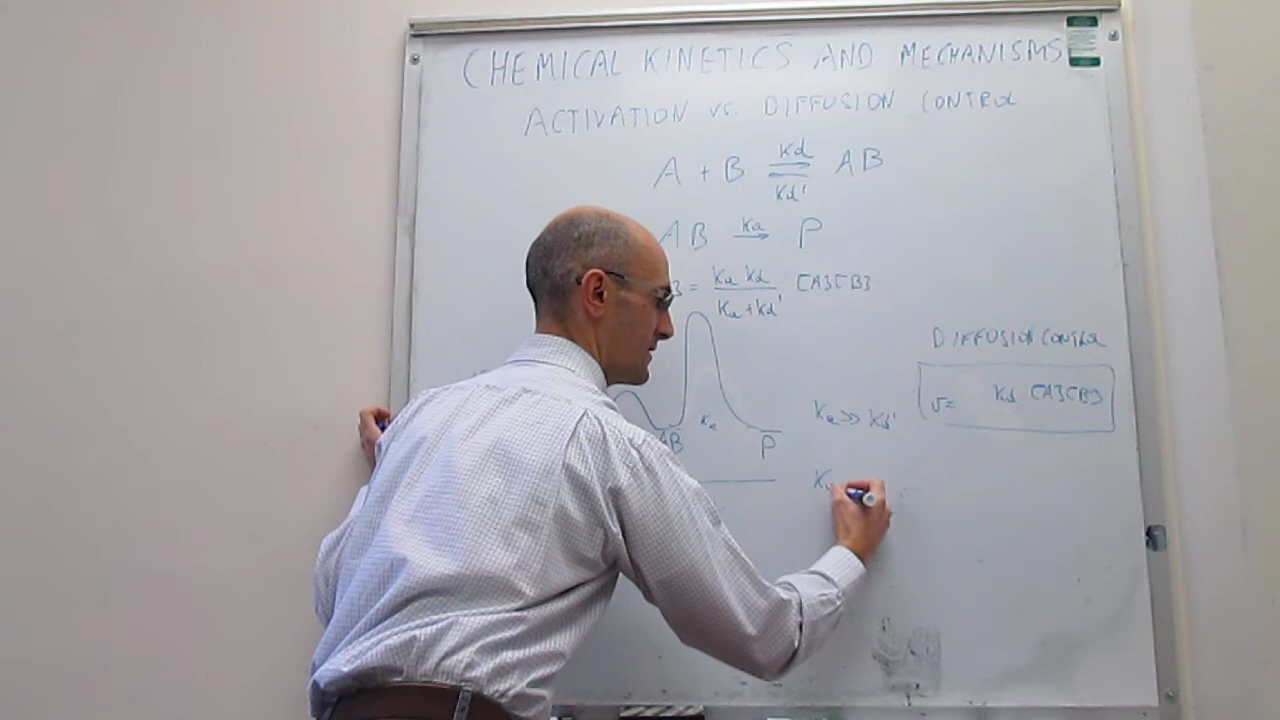 CHEMICAL KINETICS AND MECHANISMS
ACTIVATION VS. DIFFUSION CONTROL
A + B ⇌ AB
kd
kd'
AB → P
ka
] = ka kd / ka + kd' [A][B]
DIFFUSION CONTROL
v = kd [A][B]
ka >> kd'
ka
AB
P
ka